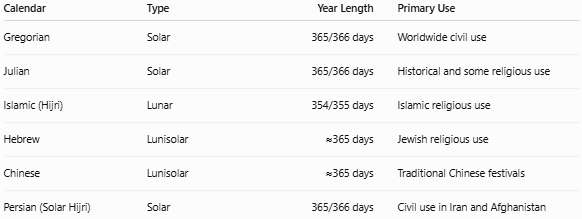 Calendar Type Year Length Primary Use
Gregorian Solar 365/366 days Worldwide civil use
Julian Solar 365/366 days Historical and some religious use
Islamic (Hijri) Lunar 354/355 days Islamic religious use
Hebrew Lunisolar ≈365 days Jewish religious use
Chinese Lunisolar ≈365 days Traditional Chinese festivals
Persian (Solar Hijri) Solar 365/366 days Civil use in Iran and Afghanistan